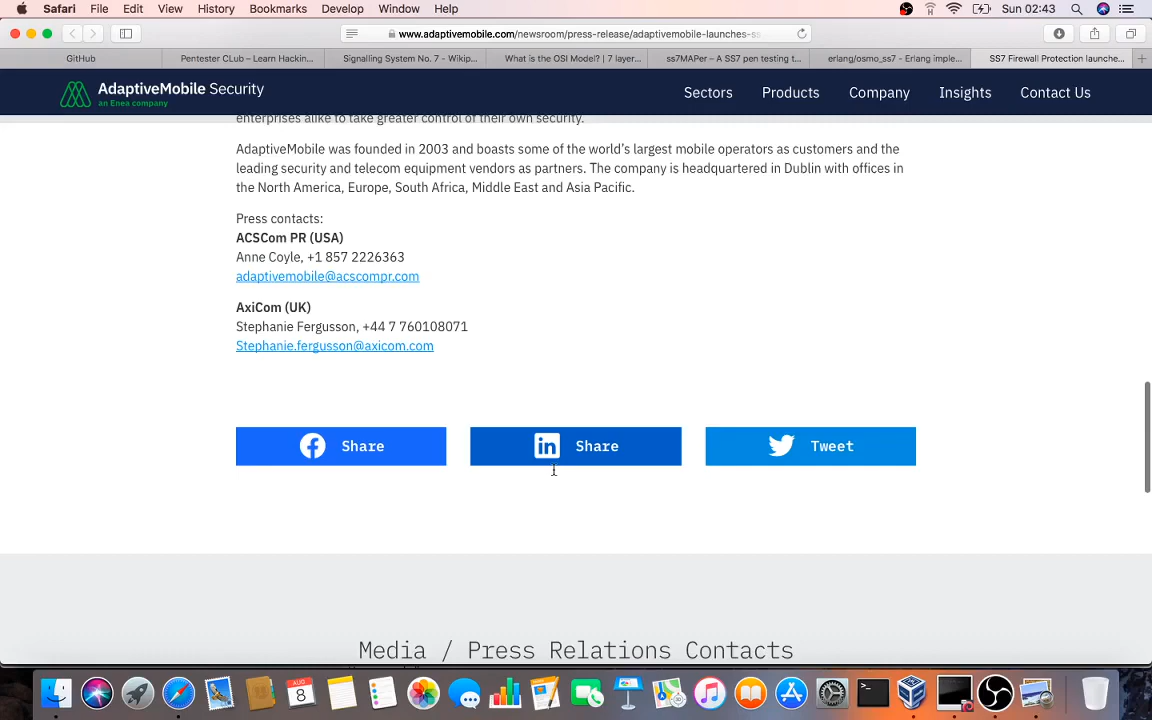 Safari File Edit View History Bookmarks Develop Window Help Sun 02:43
www.adaptivemobile.com/newsroom/press-release/adaptivemobile-launches-ss
GitHub Pentester CLub – Learn Hackin... Signalling System No. 7 - Wikip... What is the OSI Model? | 7 layer... ss7MAPer – A SS7 pen testing t... erlang/osmo_ss7 - Erlang imple... SS7 Firewall Protection launche...
AdaptiveMobile Security
an Enea company
Sectors Products Company Insights Contact Us
enterprises alike to take greater control of their own security.
AdaptiveMobile was founded in 2003 and boasts some of the world's largest mobile operators as customers and the
leading security and telecom equipment vendors as partners. The company is headquartered in Dublin with offices in
the North America, Europe, South Africa, Middle East and Asia Pacific.
Press contacts:
ACSCom PR (USA)
Anne Coyle, +1 857 2226363
adaptivemobile@acscompr.com
AxiCom (UK)
Stephanie Fergusson, +44 7 760108071
Stephanie.fergusson@axicom.com
Share Share Tweet
Media / Press Relations Contacts
AUG
8